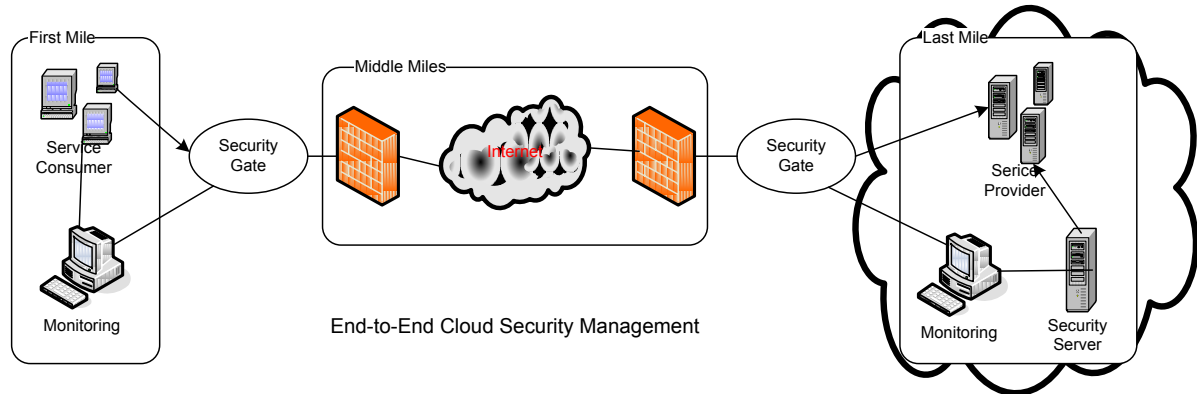 First Mile
Service
Consumer
Monitoring
Security
Gate
Middle Miles
Internet
Security
Gate
Last Mile
Serice
Provider
Monitoring
Security
Server
End-to-End Cloud Security Management